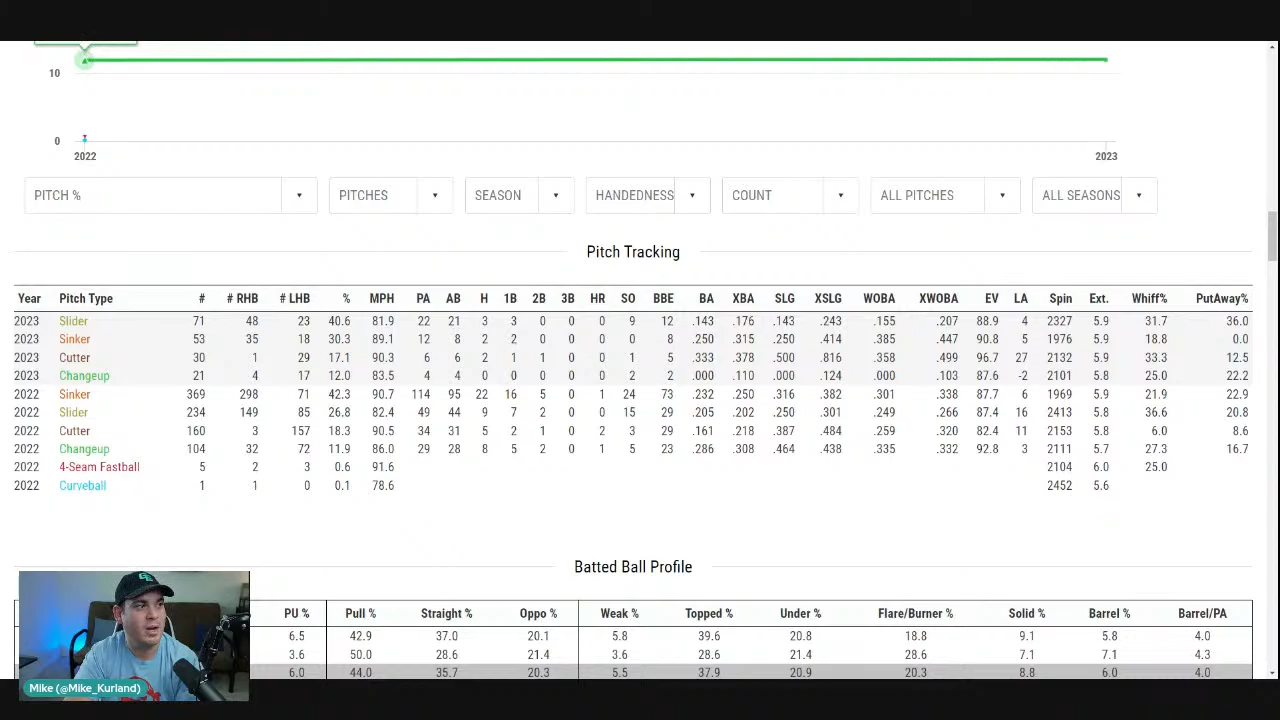 10
0
2022 2023
PITCH % PITCHES SEASON HANDEDNESS COUNT ALL PITCHES ALL SEASONS
Pitch Tracking
Year Pitch Type # # RHB # LHB % MPH PA AB H 1B 2B 3B HR SO BBE BA XBA SLG XSLG WOBA XWOBA EV LA Spin Ext. Whiff% PutAway%
2023 Slider 71 48 23 40.6 81.9 22 21 3 3 0 0 0 9 12 .143 .176 .143 .243 .155 .207 88.9 4 2327 5.9 31.7 36.0
2023 Sinker 53 35 18 30.3 89.1 12 8 2 2 0 0 0 0 8 .250 .315 .250 .414 .385 .447 90.8 5 1976 5.9 18.8 0.0
2023 Cutter 30 1 29 17.1 90.3 6 6 2 1 1 0 0 1 5 .333 .378 .500 .816 .358 .499 96.7 27 2132 5.9 33.3 12.5
2023 Changeup 21 4 17 12.0 83.5 4 4 0 0 0 0 0 2 2 .000 .110 .000 .124 .000 .103 87.6 -2 2101 5.8 25.0 22.2
2022 Sinker 369 298 71 42.3 90.7 114 95 22 16 5 0 1 24 73 .232 .250 .316 .382 .301 .338 87.7 6 1969 5.9 21.9 22.9
2022 Slider 234 149 85 26.8 82.4 49 44 9 7 2 0 0 15 29 .205 .202 .250 .301 .249 .266 87.4 16 2413 5.8 36.6 20.8
2022 Cutter 160 3 157 18.3 90.5 34 31 5 2 1 0 2 3 29 .161 .218 .387 .484 .259 .320 82.4 11 2153 5.8 6.0 8.6
2022 Changeup 104 32 72 11.9 86.0 29 28 8 5 2 0 1 5 23 .286 .308 .464 .438 .335 .332 92.8 3 2111 5.7 27.3 16.7
2022 4-Seam Fastball 5 2 3 0.6 91.6 2104 6.0 25.0
2022 Curveball 1 1 0 0.1 78.6 2452 5.6
Batted Ball Profile
PU % Pull % Straight % Oppo % Weak % Topped % Under % Flare/Burner % Solid % Barrel % Barrel/PA
6.5 42.9 37.0 20.1 5.8 39.6 20.8 18.8 9.1 5.8 4.0
3.6 50.0 28.6 21.4 3.6 28.6 21.4 28.6 7.1 7.1 4.3
6.0 44.0 35.7 20.3 5.5 37.9 20.9 20.3 8.8 6.0 4.0
Mike (@Mike_Kurland)